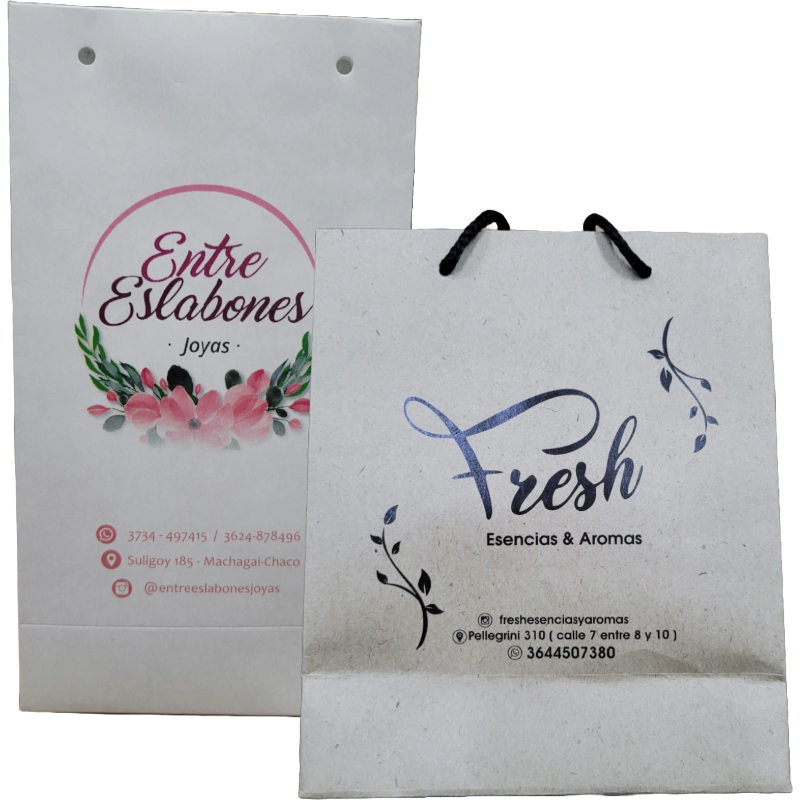 Entre
Eslabones
· Joyas ·
3734 - 497415 / 3624-878496
Suligoy 185 - Machagai-Chaco
@entreeslabonesjoyas
Fresh
Esencias & Aromas
freshesenciasyaromas
Pellegrini 310 ( calle 7 entre 8 y 10 )
3644507380